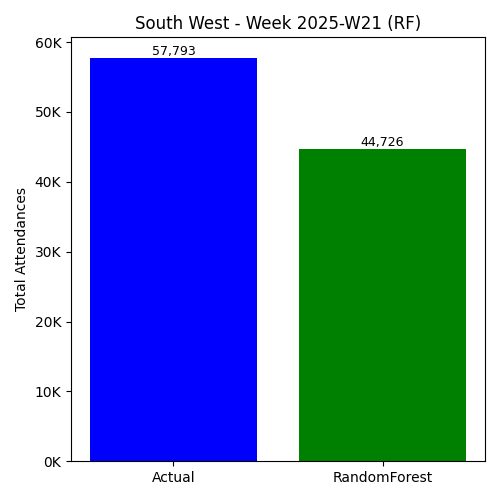 South West - Week 2025-W21 (RF)
Total Attendances
60K
50K
40K
30K
20K
10K
0K
57,793
44,726
Actual
RandomForest